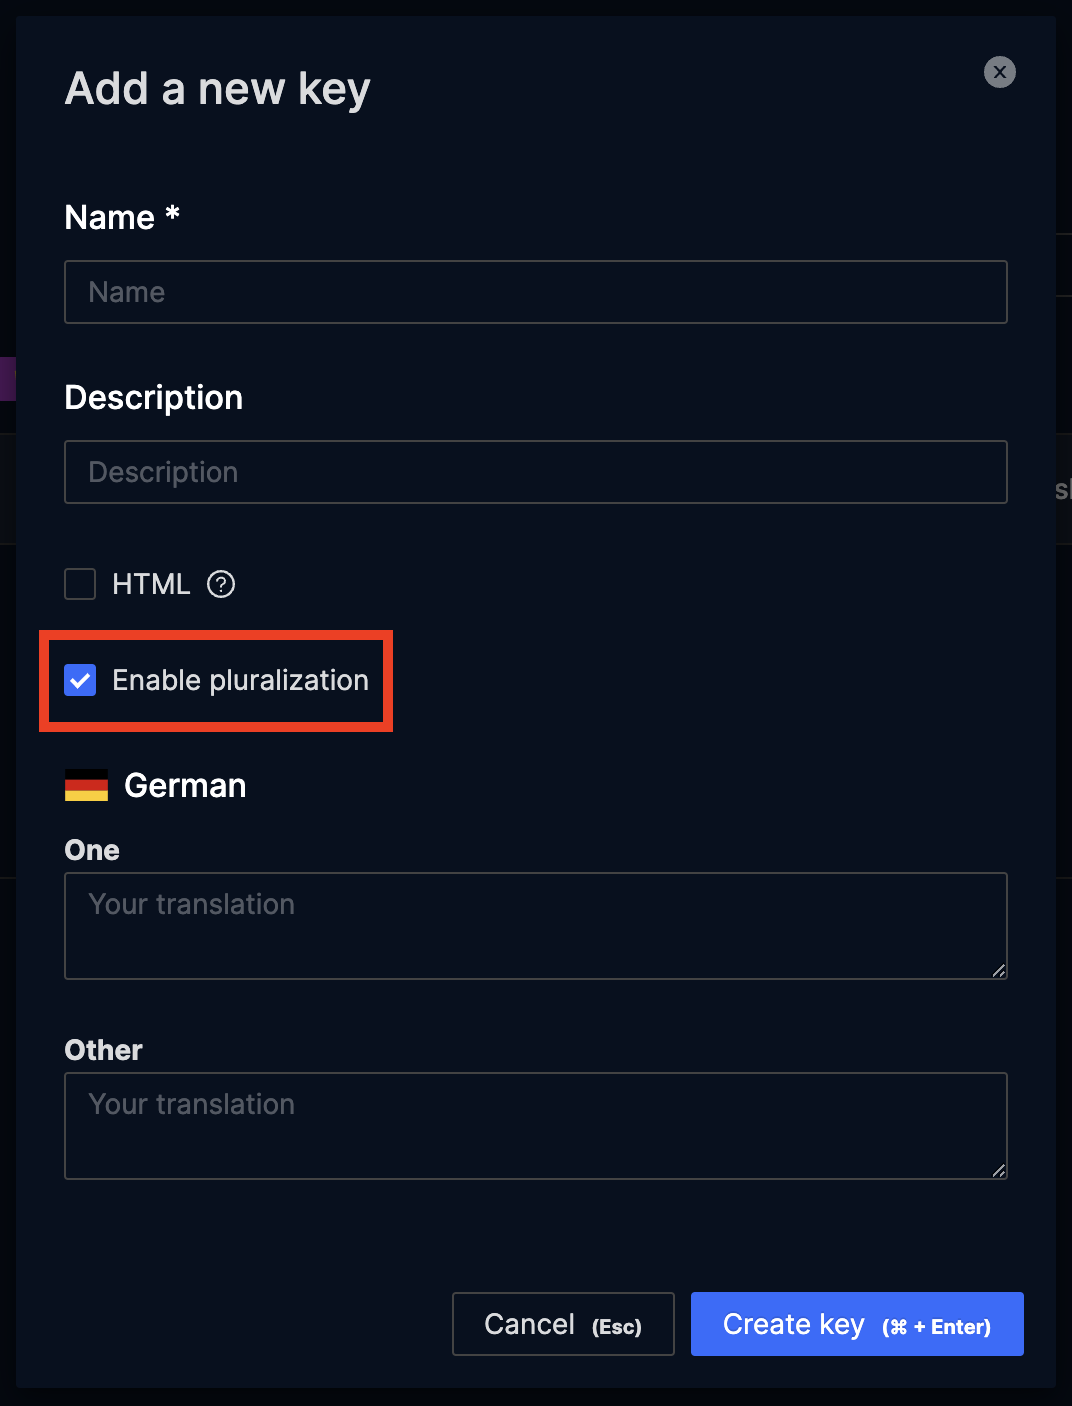 Add a new key
Name *
Name
Description
Description
HTML ?
Enable pluralization
German
One
Your translation
Other
Your translation
Cancel (Esc)
Create key (⌘ + Enter)